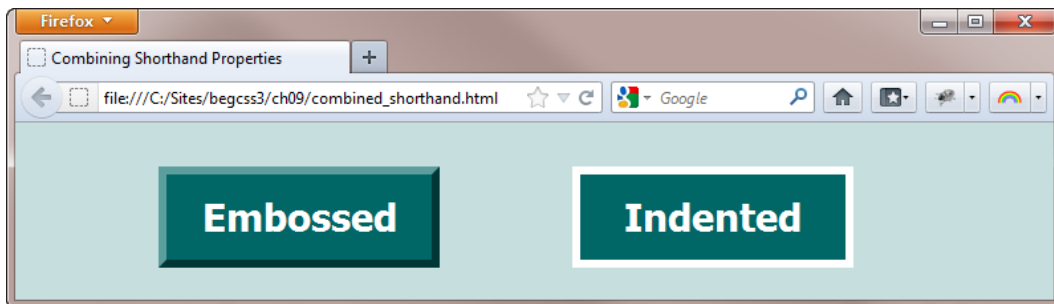 Firefox
Combining Shorthand Properties
file:///C:/Sites/begcss3/ch09/combined_shorthand.html
Google
Embossed
Indented